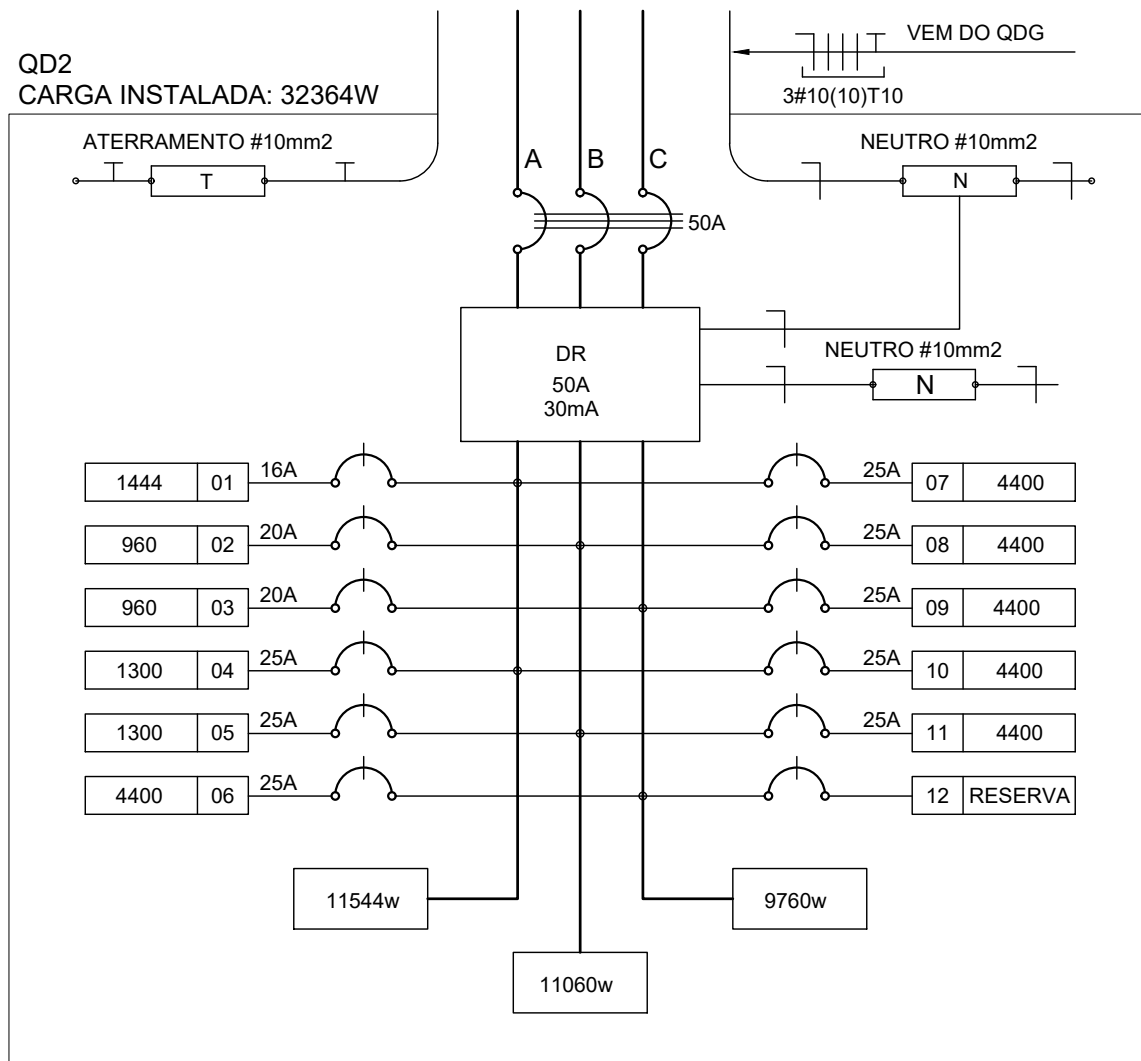 QD2
CARGA INSTALADA: 32364W
VEM DO QDG
3#10(10)T10
ATERRAMENTO #10mm2
T
A
B
C
50A
NEUTRO #10mm2
N
DR
50A
30mA
NEUTRO #10mm2
N
1444 01 16A
25A 07 4400
960 02 20A
25A 08 4400
960 03 20A
25A 09 4400
1300 04 25A
25A 10 4400
1300 05 25A
25A 11 4400
4400 06 25A
12 RESERVA
11544w
9760w
11060w